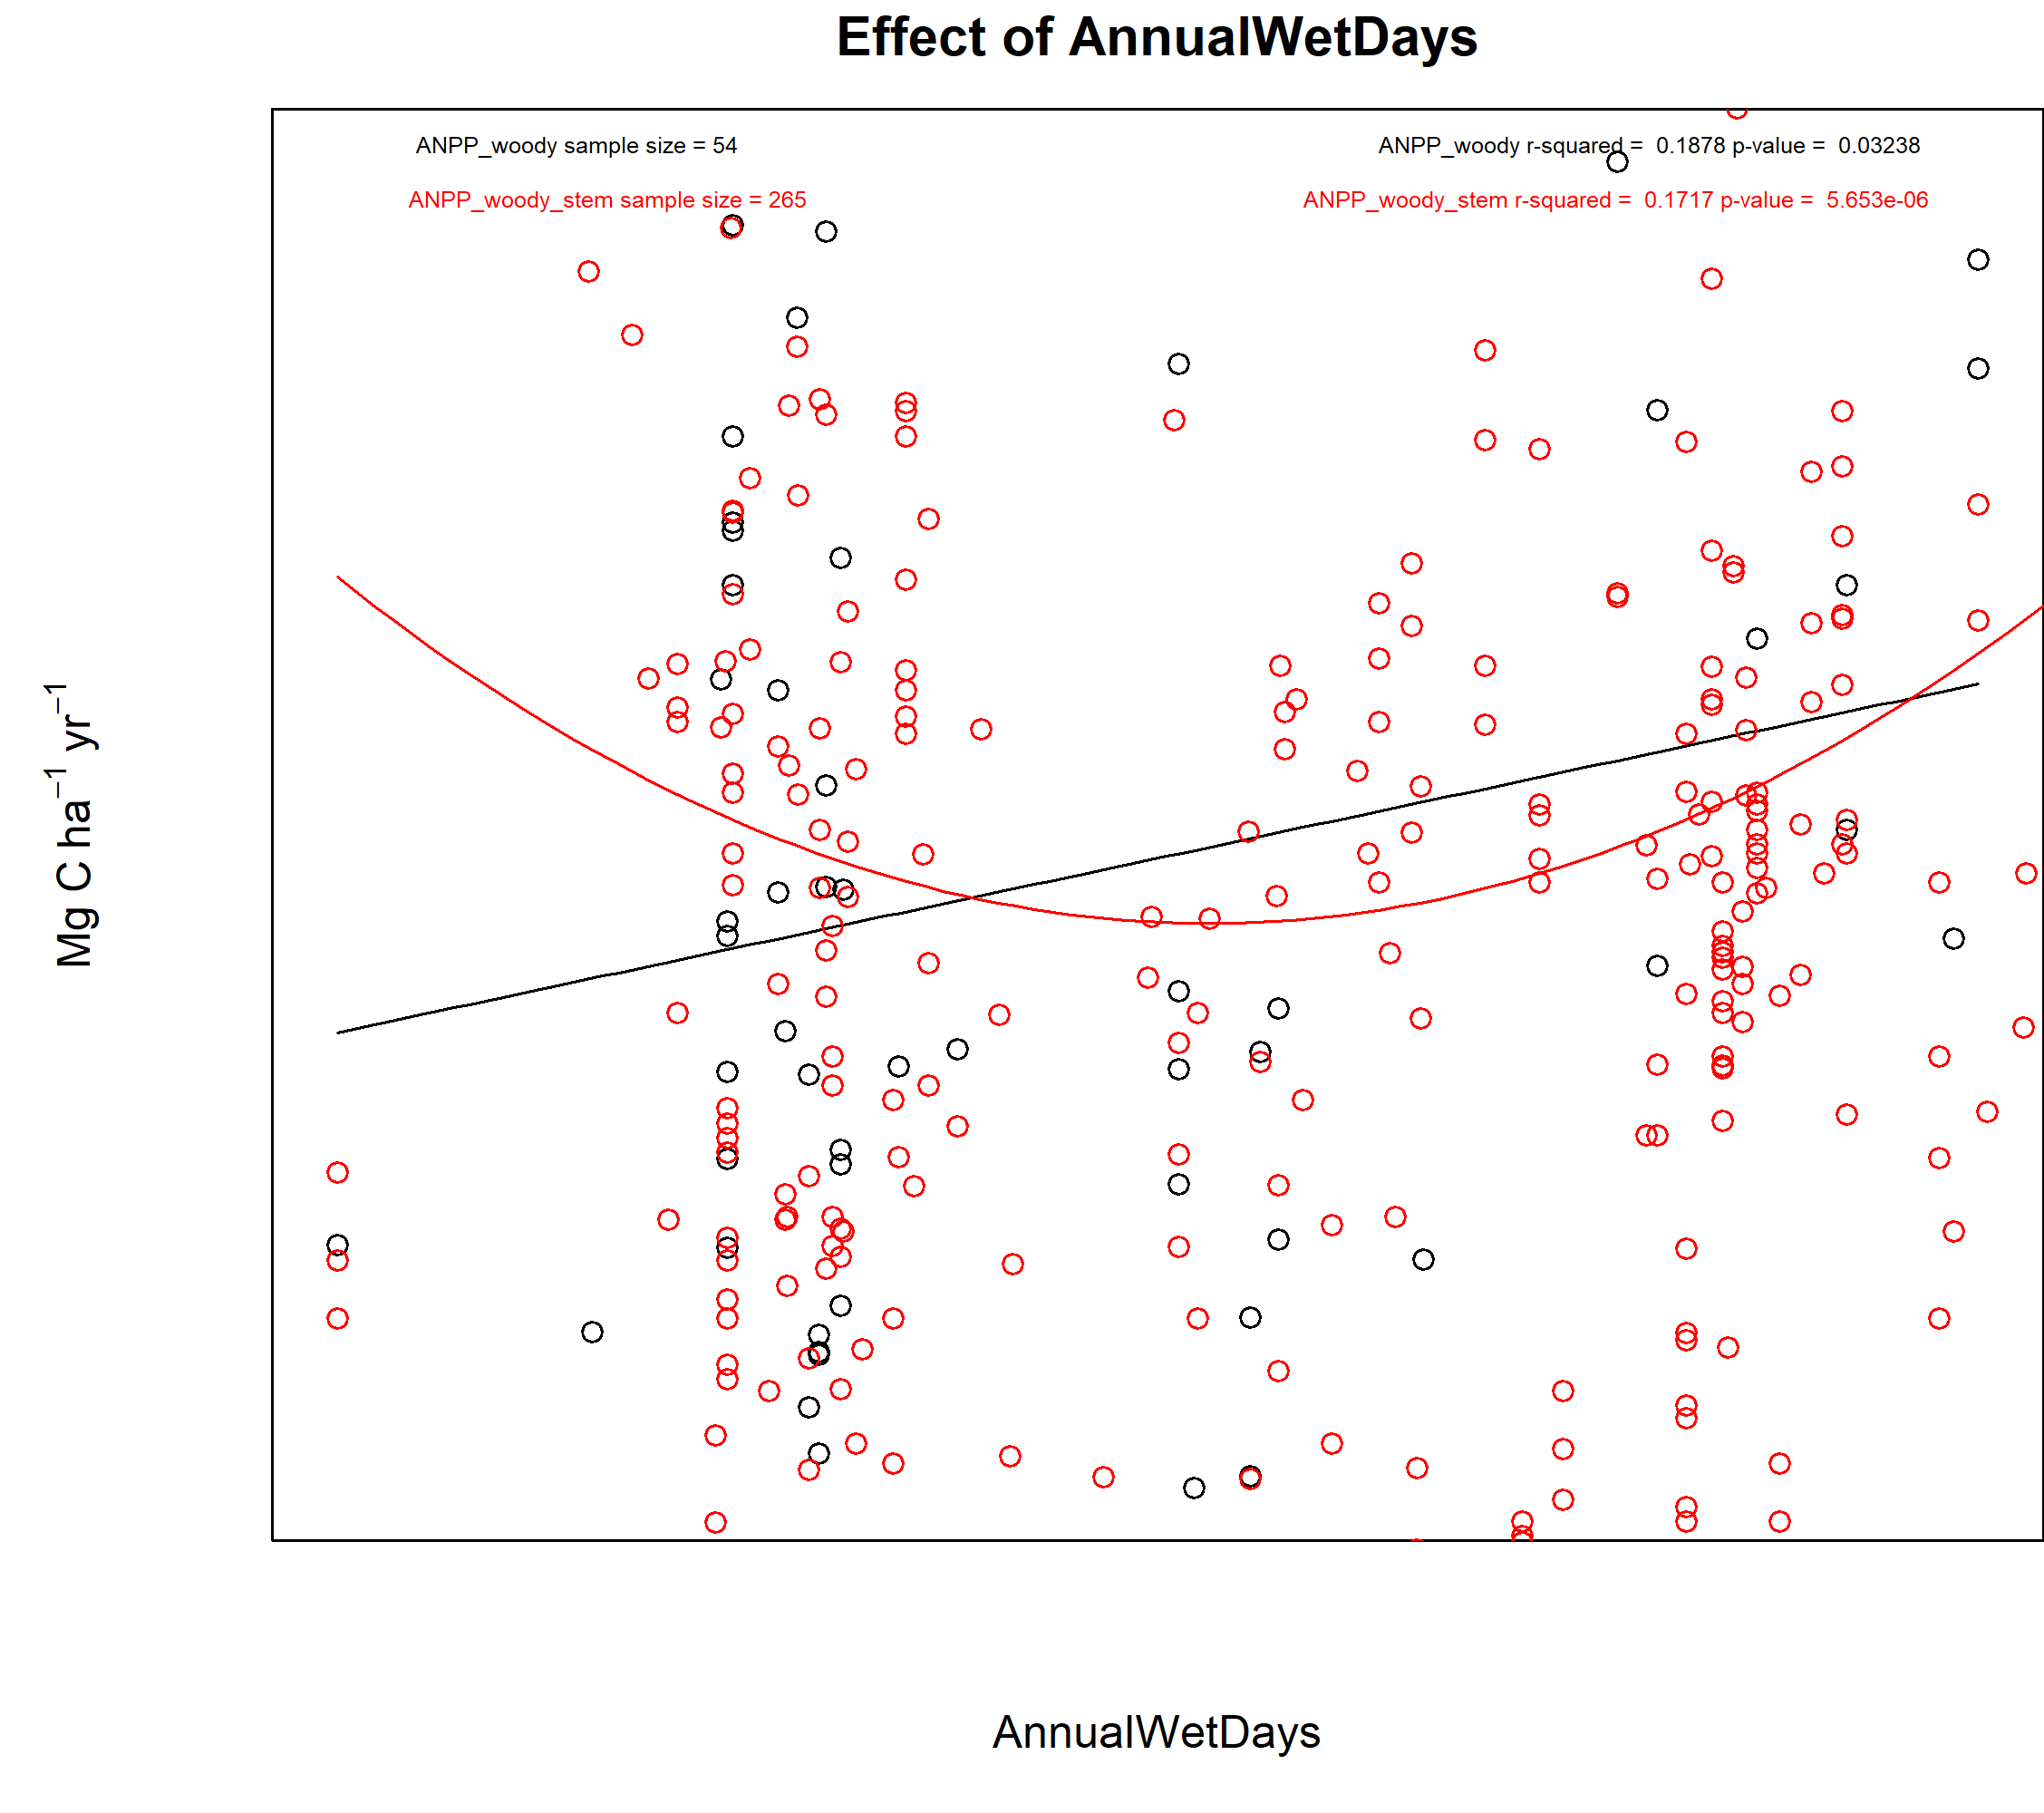 Effect of AnnualWetDays
ANPP_woody sample size = 54
ANPP_woody r-squared = 0.1878 p-value = 0.03238
ANPP_woody_stem sample size = 265
ANPP_woody_stem r-squared = 0.1717 p-value = 5.653e-06
Mg C ha⁻¹ yr⁻¹
AnnualWetDays